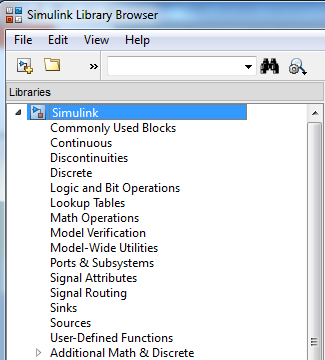 Simulink Library Browser
File Edit View Help
»
Libraries
Simulink
Commonly Used Blocks
Continuous
Discontinuities
Discrete
Logic and Bit Operations
Lookup Tables
Math Operations
Model Verification
Model-Wide Utilities
Ports & Subsystems
Signal Attributes
Signal Routing
Sinks
Sources
User-Defined Functions
Additional Math & Discrete